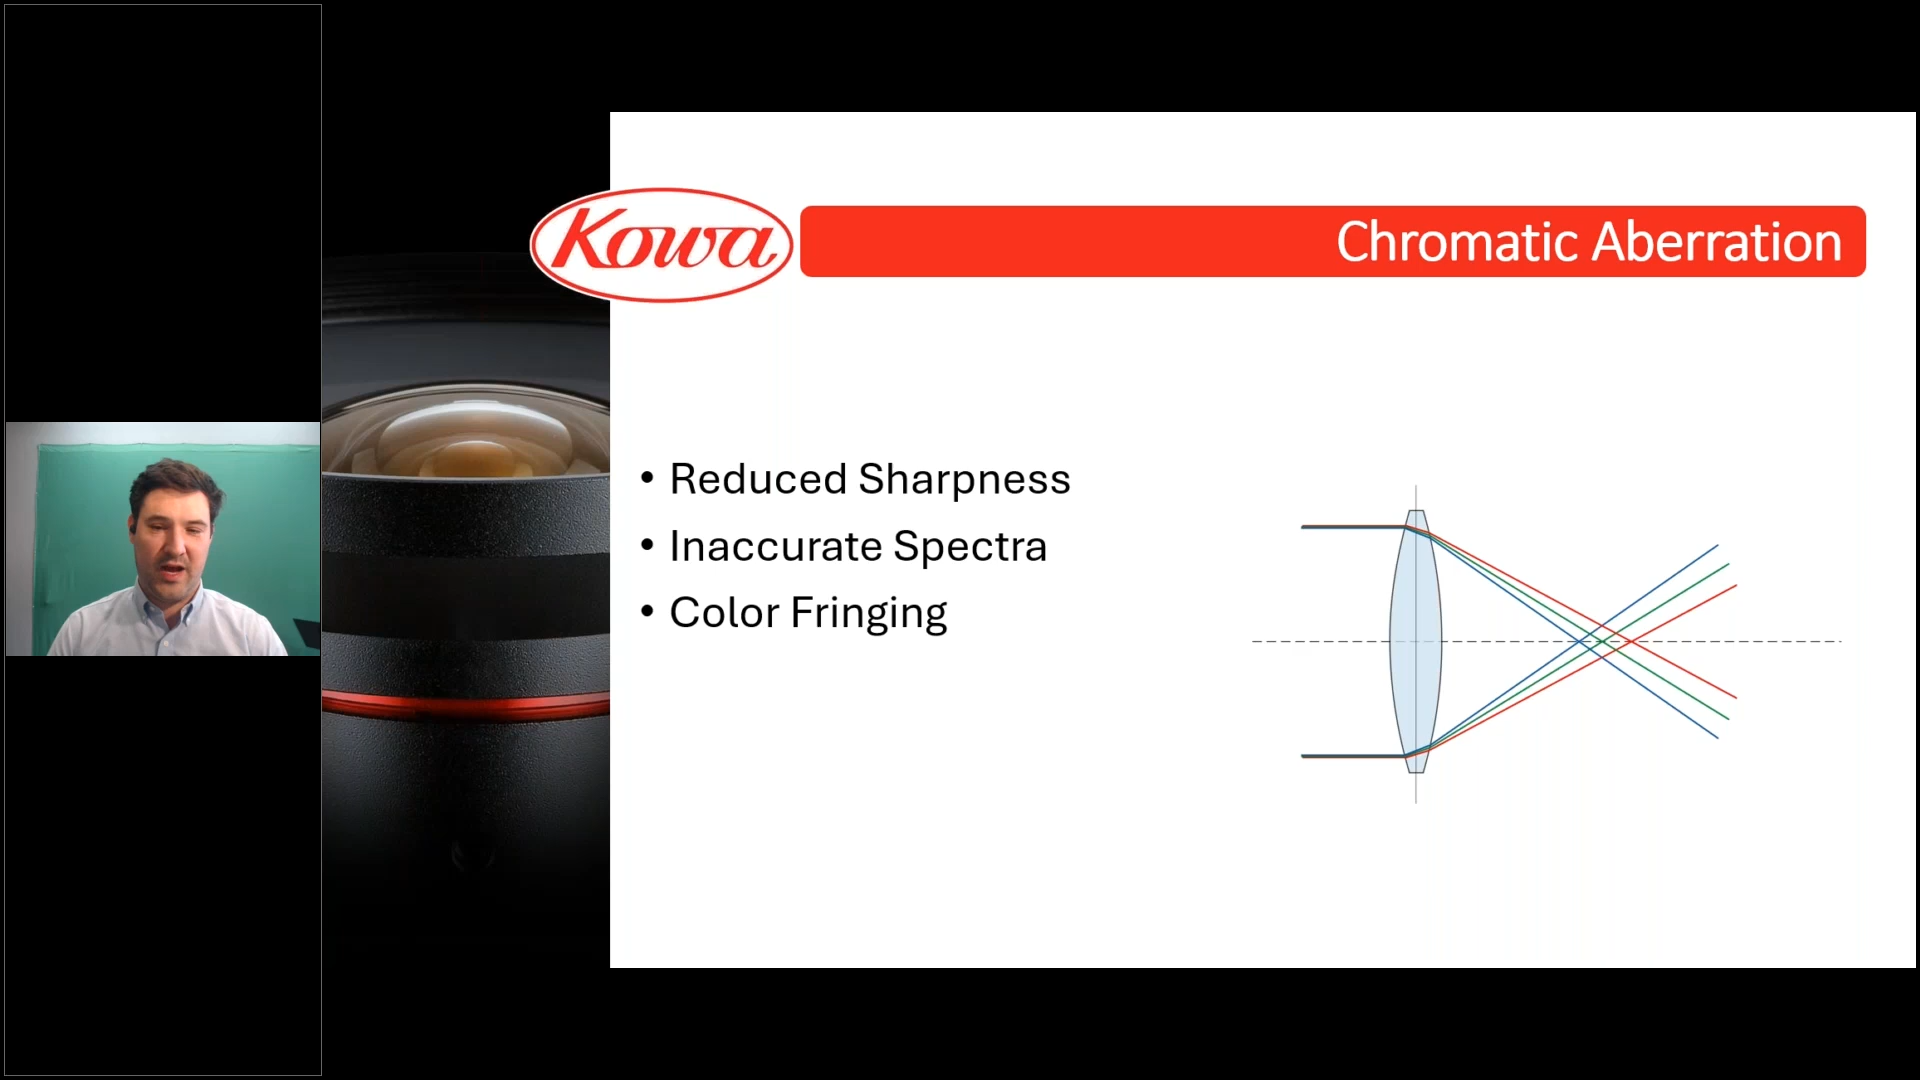 Kowa
Chromatic Aberration
• Reduced Sharpness
• Inaccurate Spectra
• Color Fringing